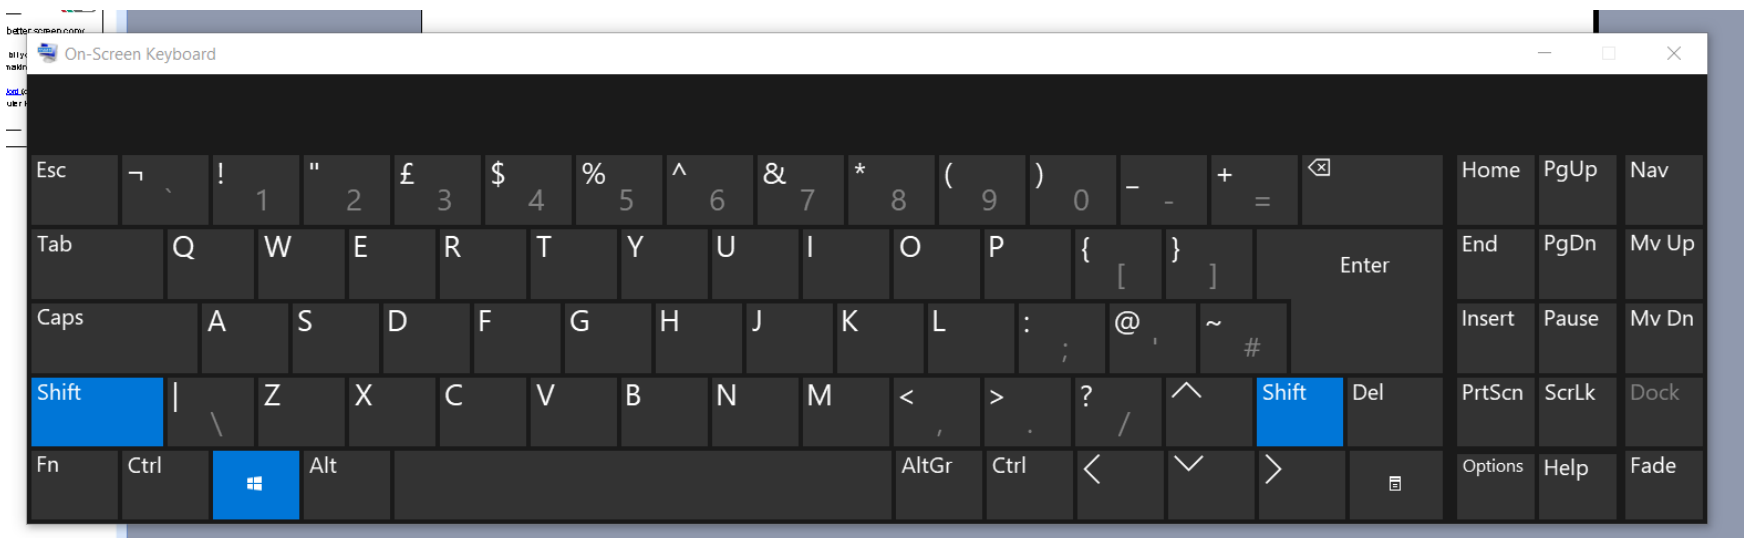 better screen.com/
On-Screen Keyboard
Esc ¬ ` ! 1 " 2 £ 3 $ 4 % 5 ^ 6 & 7 * 8 ( 9 ) 0 _ - + = Home PgUp Nav
Tab Q W E R T Y U I O P { [ } ] Enter End PgDn Mv Up
Caps A S D F G H J K L : ; @ ' ~ # Insert Pause Mv Dn
Shift | \ Z X C V B N M < , > . ? / Shift Del PrtScn ScrLk Dock
Fn Ctrl Alt AltGr Ctrl Options Help Fade